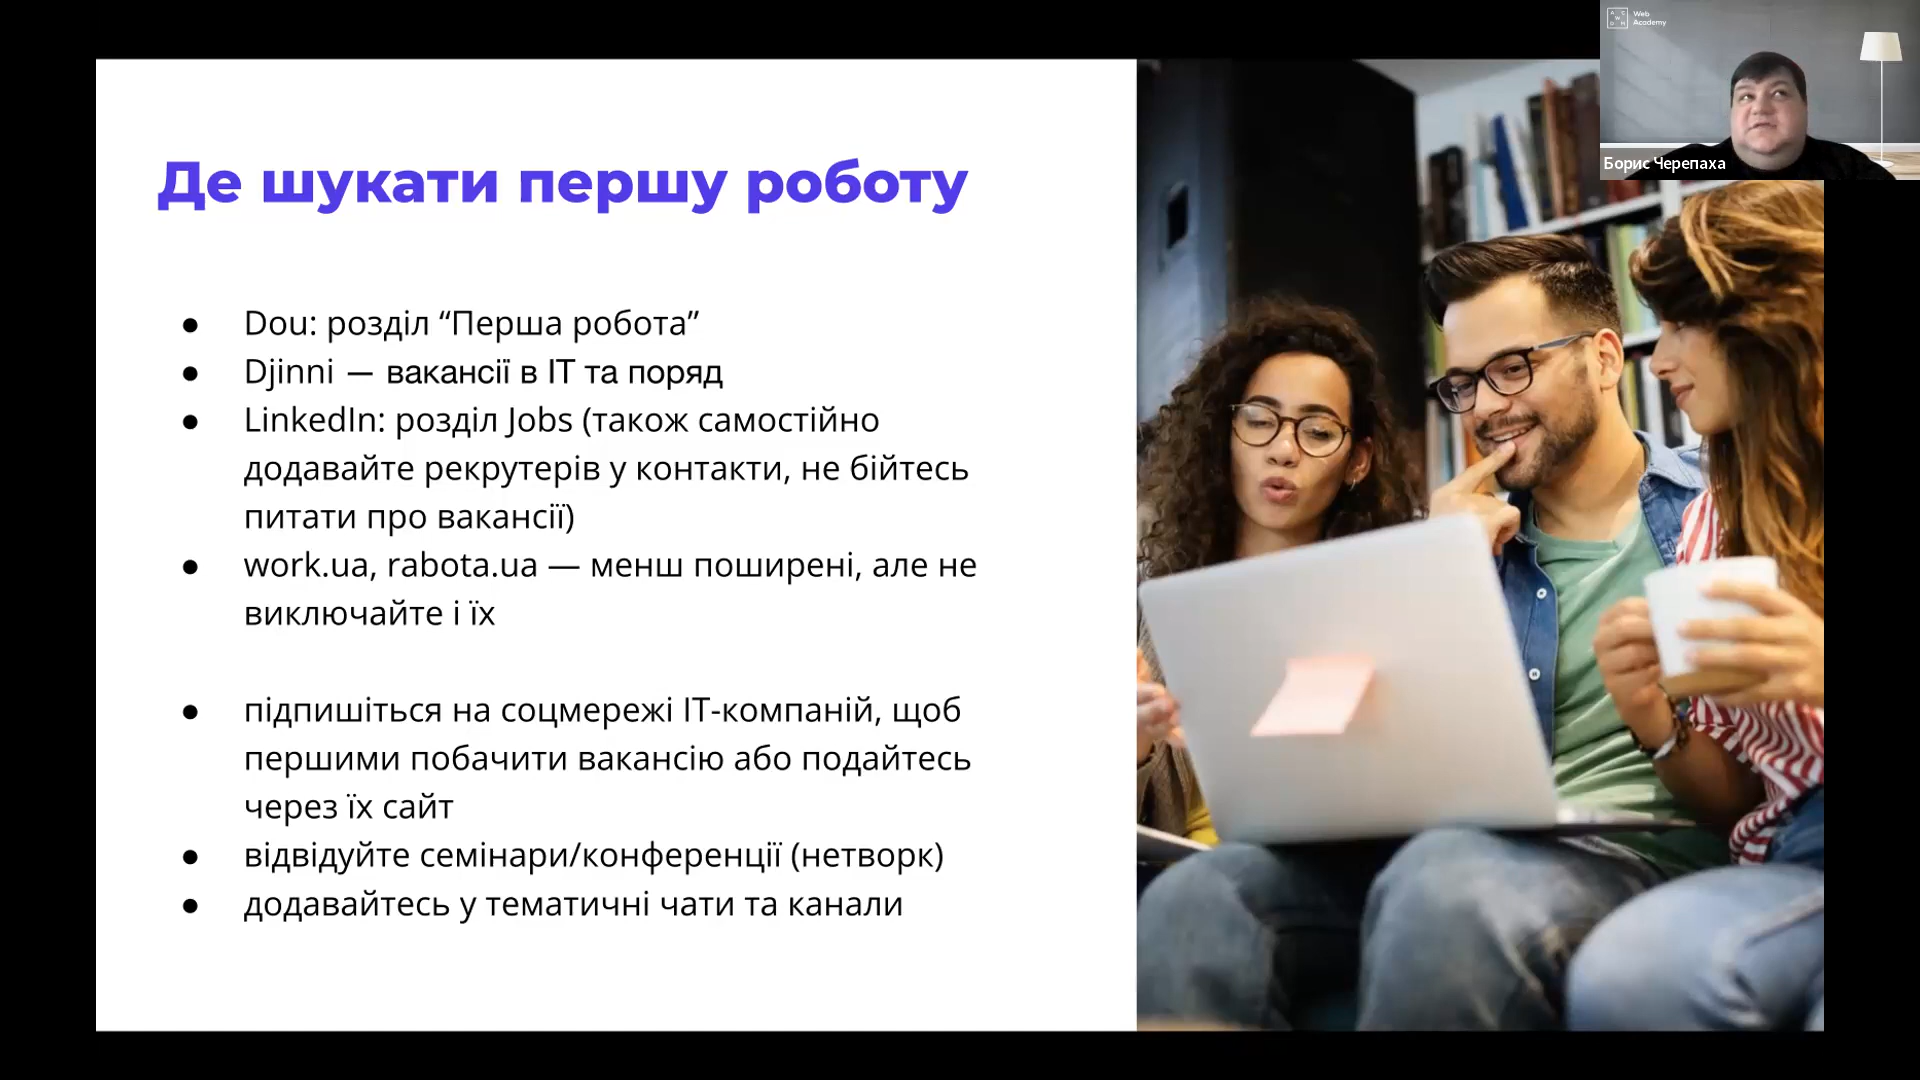 Де шукати першу роботу
● Dou: розділ “Перша робота”
● Djinni — вакансії в ІТ та поряд
● LinkedIn: розділ Jobs (також самостійно
додавайте рекрутерів у контакти, не бійтесь
питати про вакансії)
● work.ua, rabota.ua — менш поширені, але не
виключайте і їх
● підпишіться на соцмережі ІТ-компаній, щоб
першими побачити вакансію або подайтесь
через їх сайт
● відвідуйте семінари/конференції (нетворк)
● додавайтесь у тематичні чати та канали
Web
Academy
Борис Черепаха